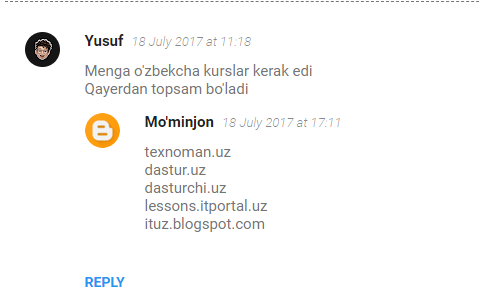 Yusuf 18 July 2017 at 11:18
Menga o'zbekcha kurslar kerak edi
Qayerdan topsam bo'ladi
Mo'minjon 18 July 2017 at 17:11
texnoman.uz
dastur.uz
dasturchi.uz
lessons.itportal.uz
ituz.blogspot.com
REPLY